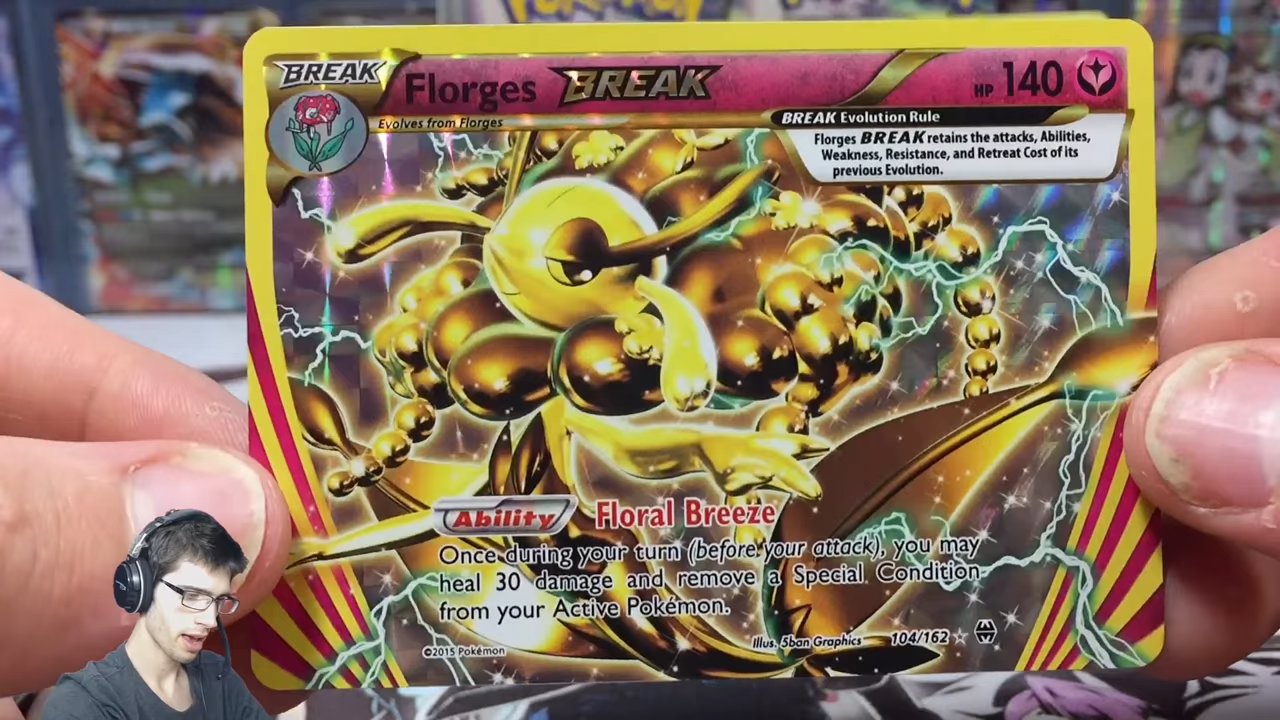 POKÉMON
BREAK
Florges BREAK
HP 140
Evolves from Florges
BREAK Evolution Rule
Florges BREAK retains the attacks, Abilities,
Weakness, Resistance, and Retreat Cost of its
previous Evolution.
Ability Floral Breeze
Once during your turn (before your attack), you may
heal 30 damage and remove a Special Condition
from your Active Pokémon.
Illus. 5ban Graphics 104/162
©2015 Pokémon